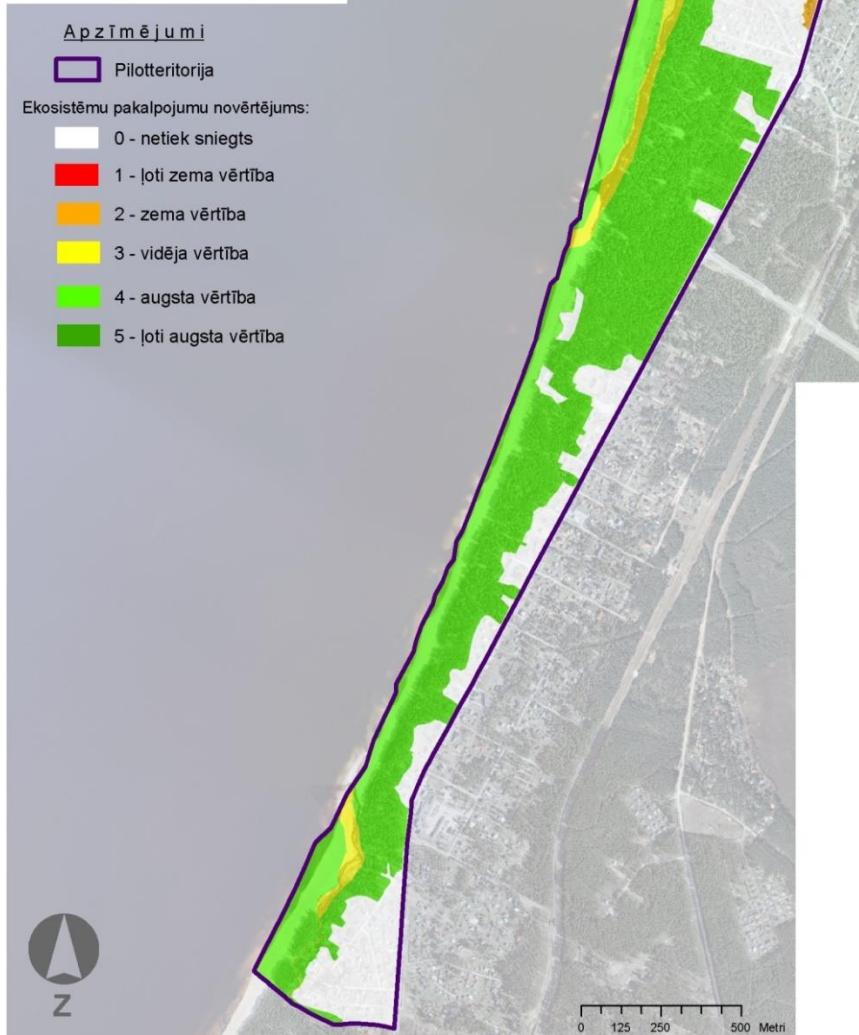 Apzīmējumi
Pilotteritorija
Ekosistēmu pakalpojumu novērtējums:
0 - netiek sniegts
1 - ļoti zema vērtība
2 - zema vērtība
3 - vidēja vērtība
4 - augsta vērtība
5 - ļoti augsta vērtība
Z
0 125 250 500 Metri